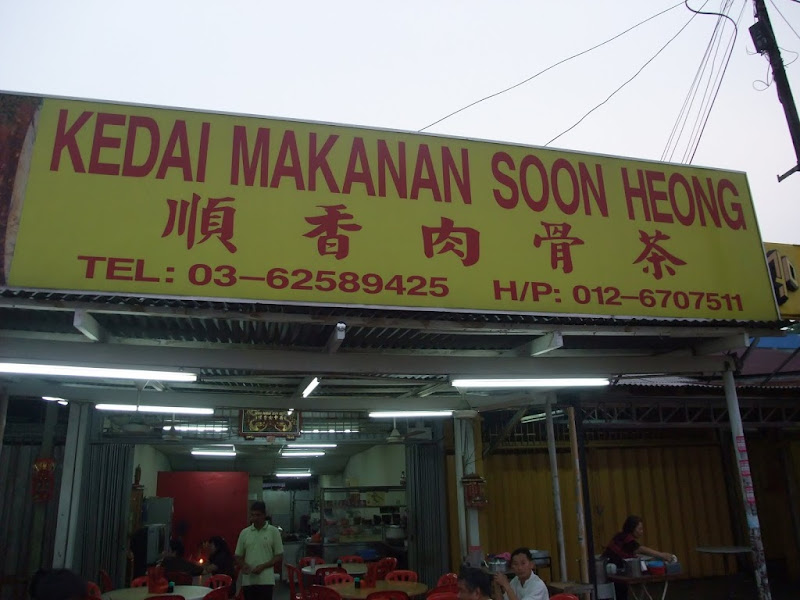 KEDAI MAKANAN SOON HEONG
順香肉骨茶
TEL: 03-62589425 H/P: 012-6707511